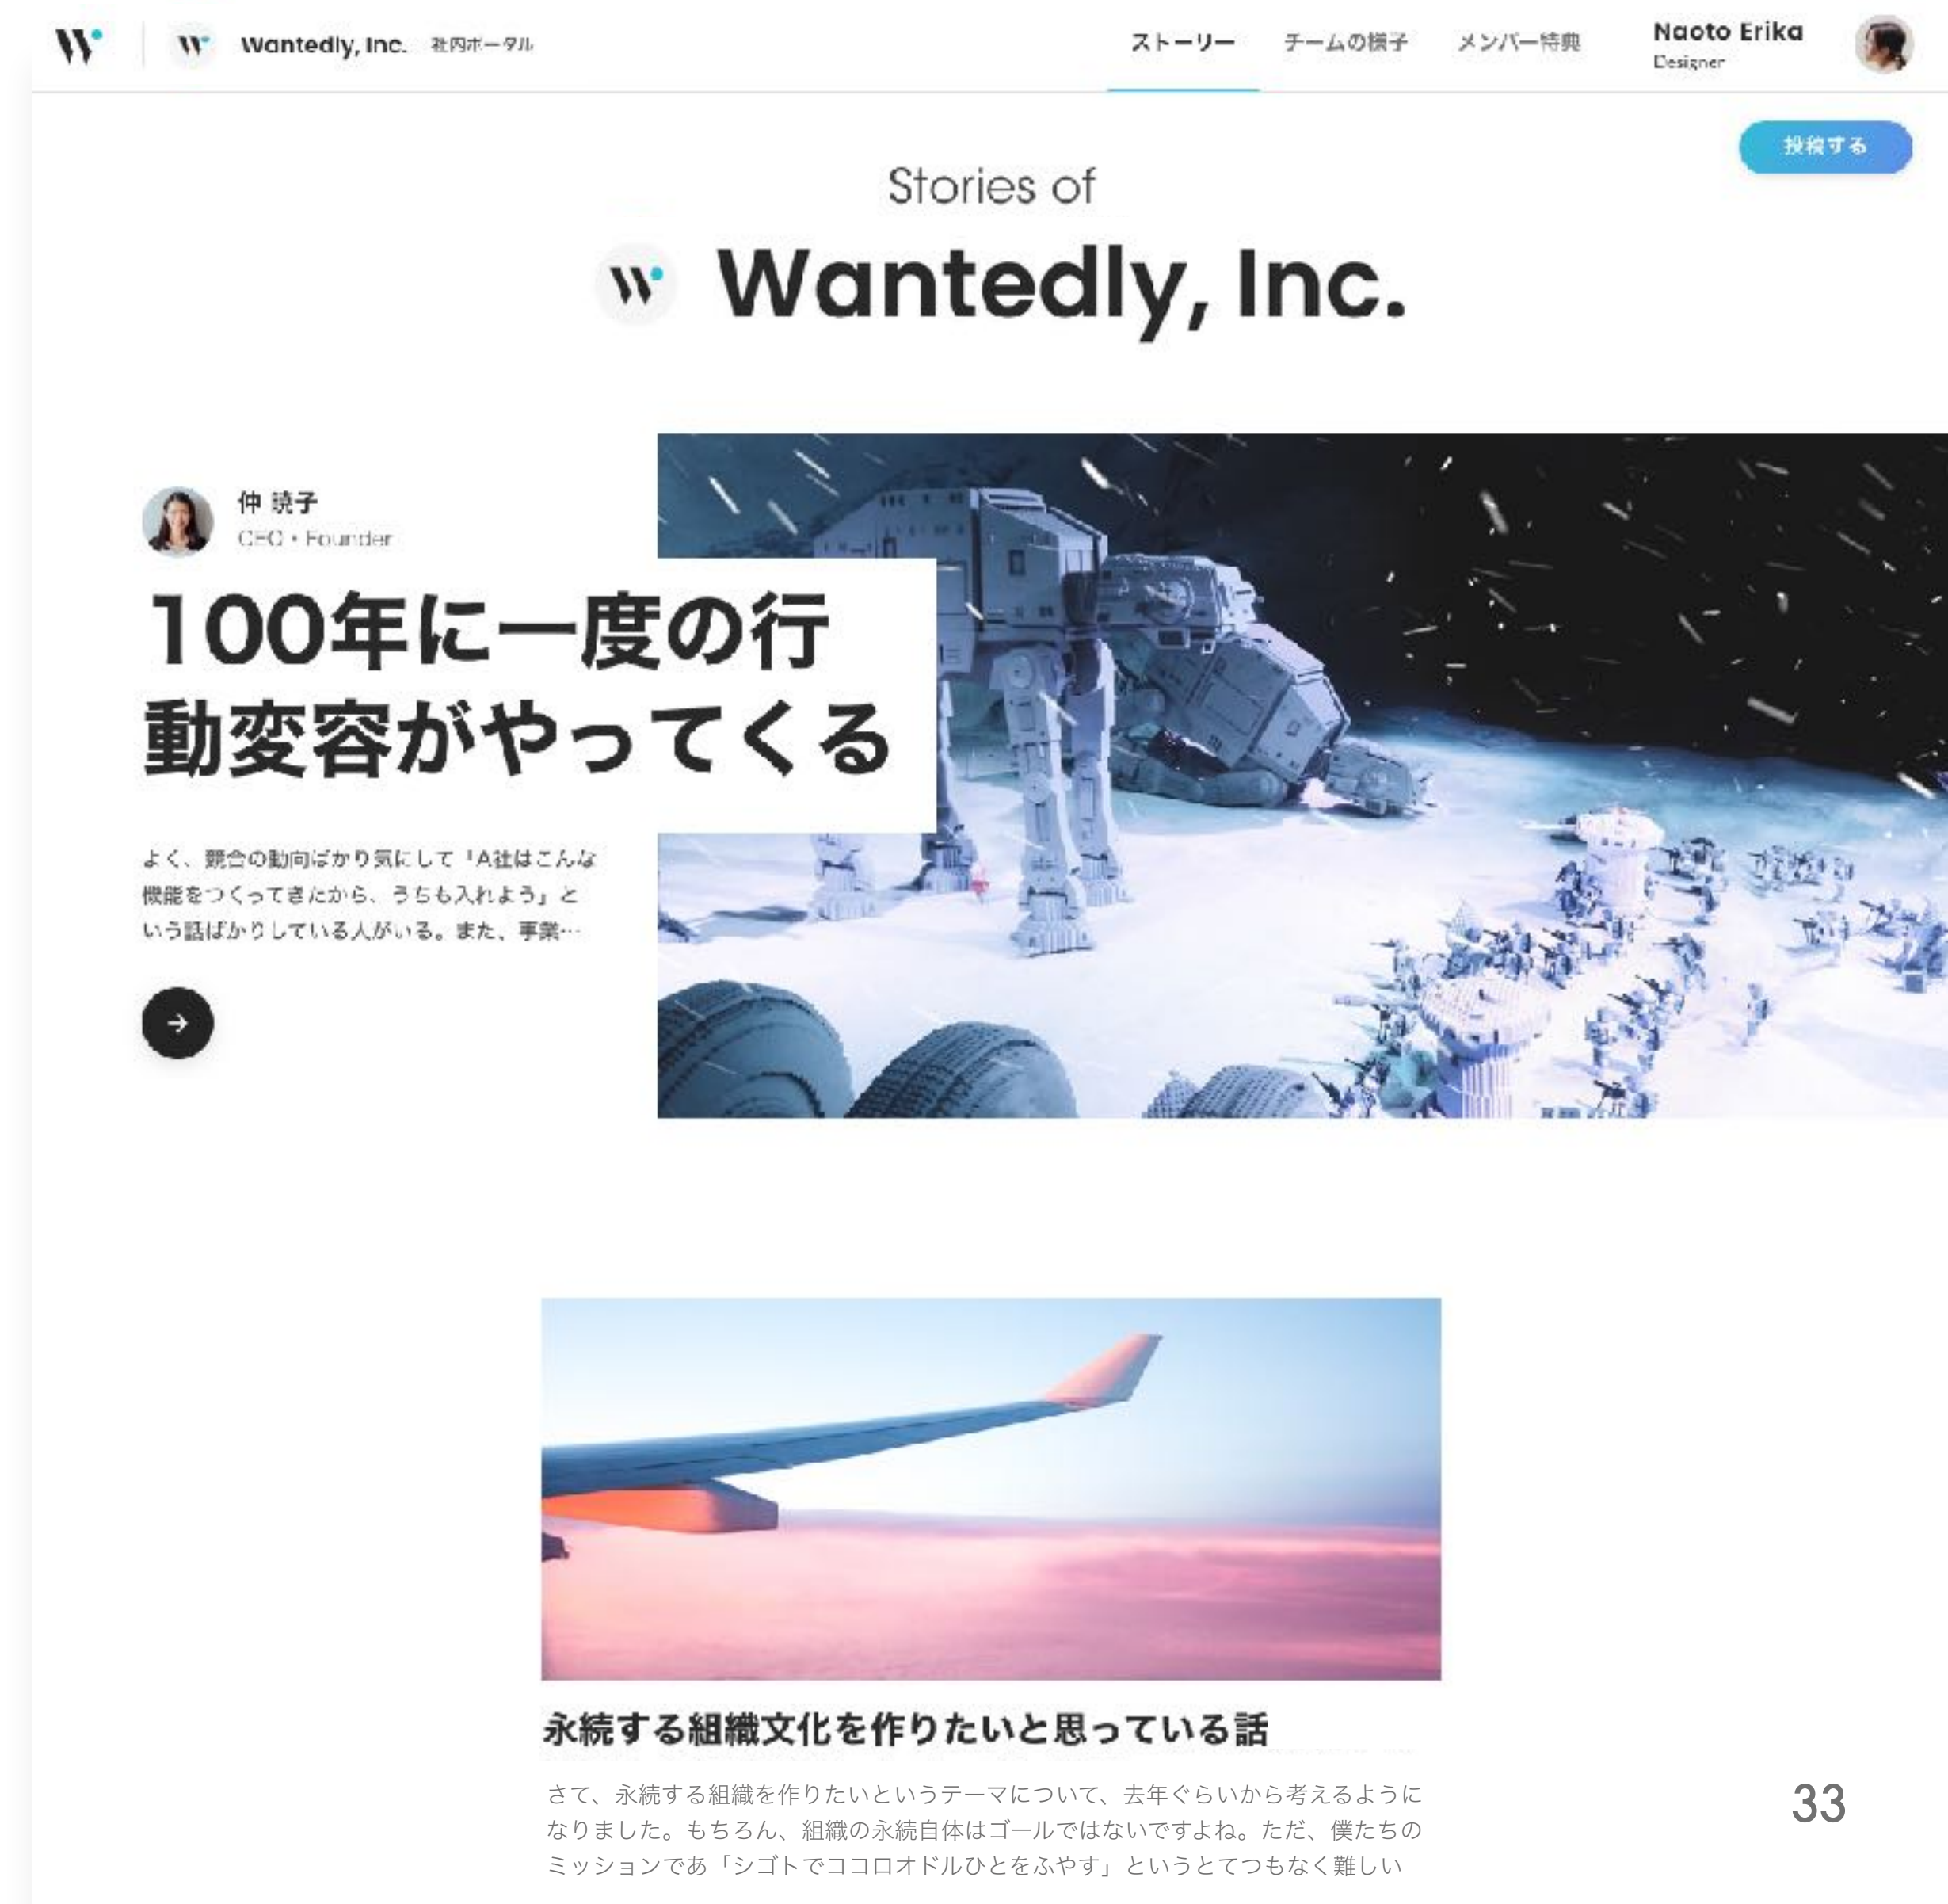 Wantedly, Inc. 社内ポータル
ストーリー チームの様子 メンバー特典
Naoto Erika
Designer
投稿する
Stories of
Wantedly, Inc.
仲 暁子
CEO • Founder
100年に一度の行
動変容がやってくる
よく、競合の動向ばかり気にして「A社はこんな
機能をつくってきたから、うちも入れよう」と
いう話ばかりしている人がいる。また、事業…
永続する組織文化を作りたいと思っている話
さて、永続する組織を作りたいというテーマについて、去年ぐらいから考えるように
なりました。もちろん、組織の永続自体はゴールではないですよね。ただ、僕たちの
ミッションであ「シゴトでココロオドルひとをふやす」というとてつもなく難しい
33